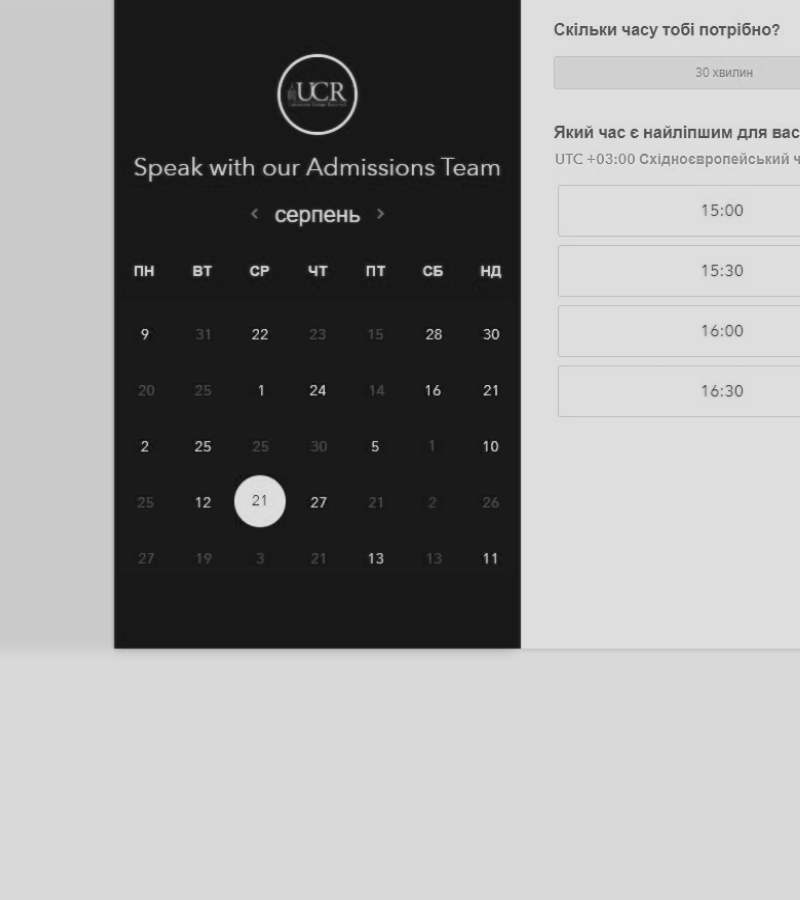 UCR
Speak with our Admissions Team
< серпень >
ПН ВТ СР ЧТ ПТ СБ НД
9 31 22 23 15 28 30
20 25 1 24 14 16 21
2 25 25 30 5 1 10
25 12 21 27 21 2 26
27 19 3 21 13 13 11
Скільки часу тобі потрібно?
30 хвилин
Який час є найліпшим для вас
UTC +03:00 Східноєвропейський ч
15:00
15:30
16:00
16:30